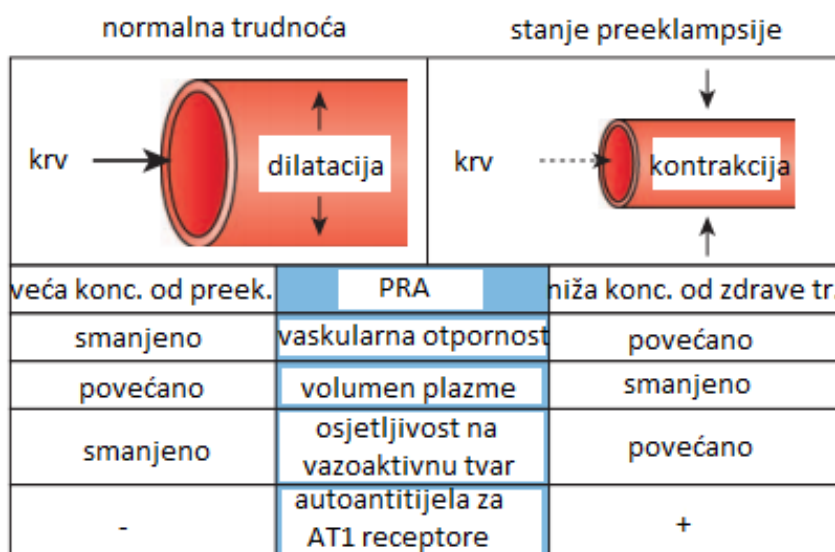 normalna trudnoća
stanje preeklampsije
krv
dilatacija
krv
kontrakcija
veća konc. od preek.
PRA
niža konc. od zdrave tr.
smanjeno
vaskularna otpornost
povećano
povećano
volumen plazme
smanjeno
smanjeno
osjetljivost na
vazoaktivnu tvar
povećano
-
autoantitijela za
AT1 receptore
+